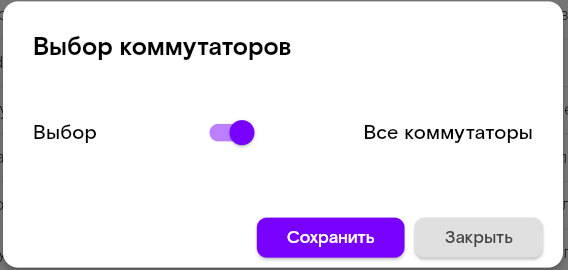 Выбор коммутаторов
Выбор Все коммутаторы
Сохранить Закрыть